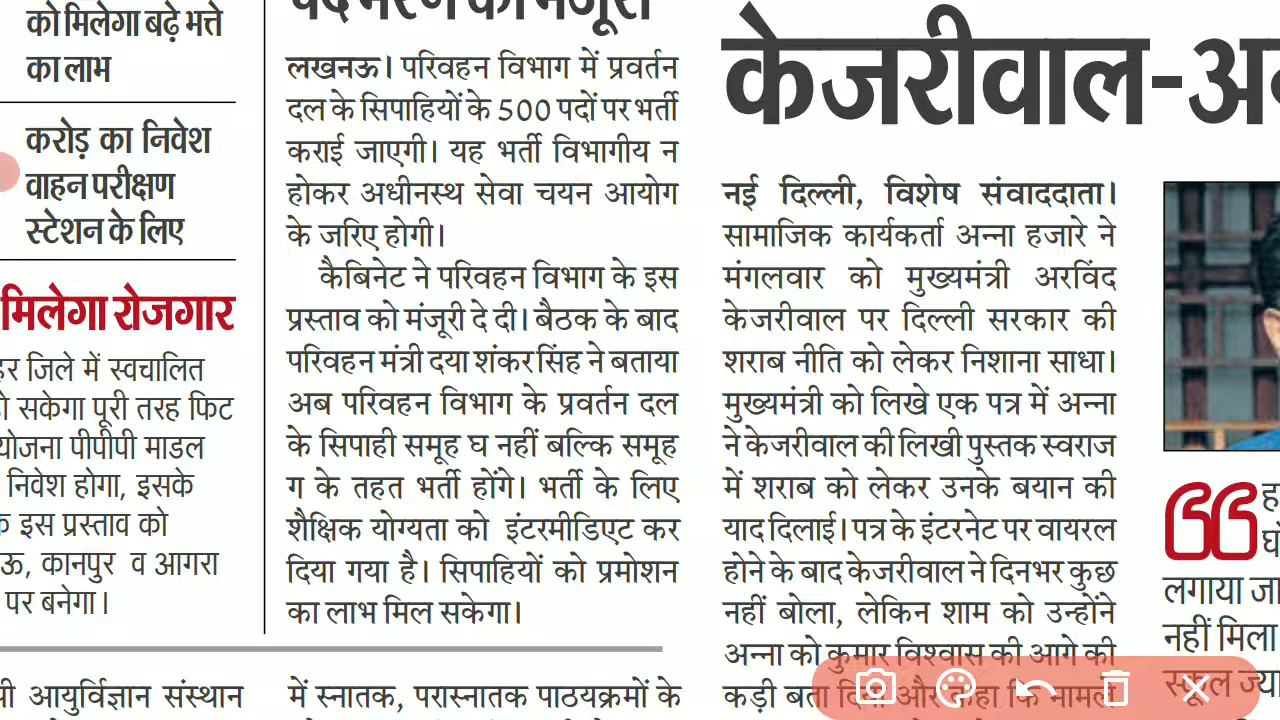 को मिलेगा बढ़े भत्ते
का लाभ
करोड़ का निवेश
वाहन परीक्षण
स्टेशन के लिए
मिलेगा रोजगार
जिले में स्वचालित
सकेगा पूरी तरह फिट
योजना पीपीपी माडल
निवेश होगा, इसके
इस प्रस्ताव को
कानपुर व आगरा
पर बनेगा।
आयुर्विज्ञान संस्थान
लखनऊ। परिवहन विभाग में प्रवर्तन
दल के सिपाहियों के 500 पदों पर भर्ती
कराई जाएगी। यह भर्ती विभागीय न
होकर अधीनस्थ सेवा चयन आयोग
के जरिए होगी।
कैबिनेट ने परिवहन विभाग के इस
प्रस्ताव को मंजूरी दे दी। बैठक के बाद
परिवहन मंत्री दया शंकर सिंह ने बताया
अब परिवहन विभाग के प्रवर्तन दल
के सिपाही समूह घ नहीं बल्कि समूह
ग के तहत भर्ती होंगे। भर्ती के लिए
शैक्षिक योग्यता को इंटरमीडिएट कर
दिया गया है। सिपाहियों को प्रमोशन
का लाभ मिल सकेगा।
में स्नातक, परास्नातक पाठयक्रमों के
केजरीवाल-
नई दिल्ली, विशेष संवाददाता।
सामाजिक कार्यकर्ता अन्ना हजारे ने
मंगलवार को मुख्यमंत्री अरविंद
केजरीवाल पर दिल्ली सरकार की
शराब नीति को लेकर निशाना साधा।
मुख्यमंत्री को लिखे एक पत्र में अन्ना
ने केजरीवाल की लिखी पुस्तक स्वराज
में शराब को लेकर उनके बयान की
याद दिलाई। पत्र के इंटरनेट पर वायरल
होने के बाद केजरीवाल ने दिनभर कुछ
नहीं बोला, लेकिन शाम को उन्होंने
अन्ना को कुमार विश्वास की आगे की
कड़ी बता दिया और कहा कि मामले
लगाया
नहीं मिला
स्कूल